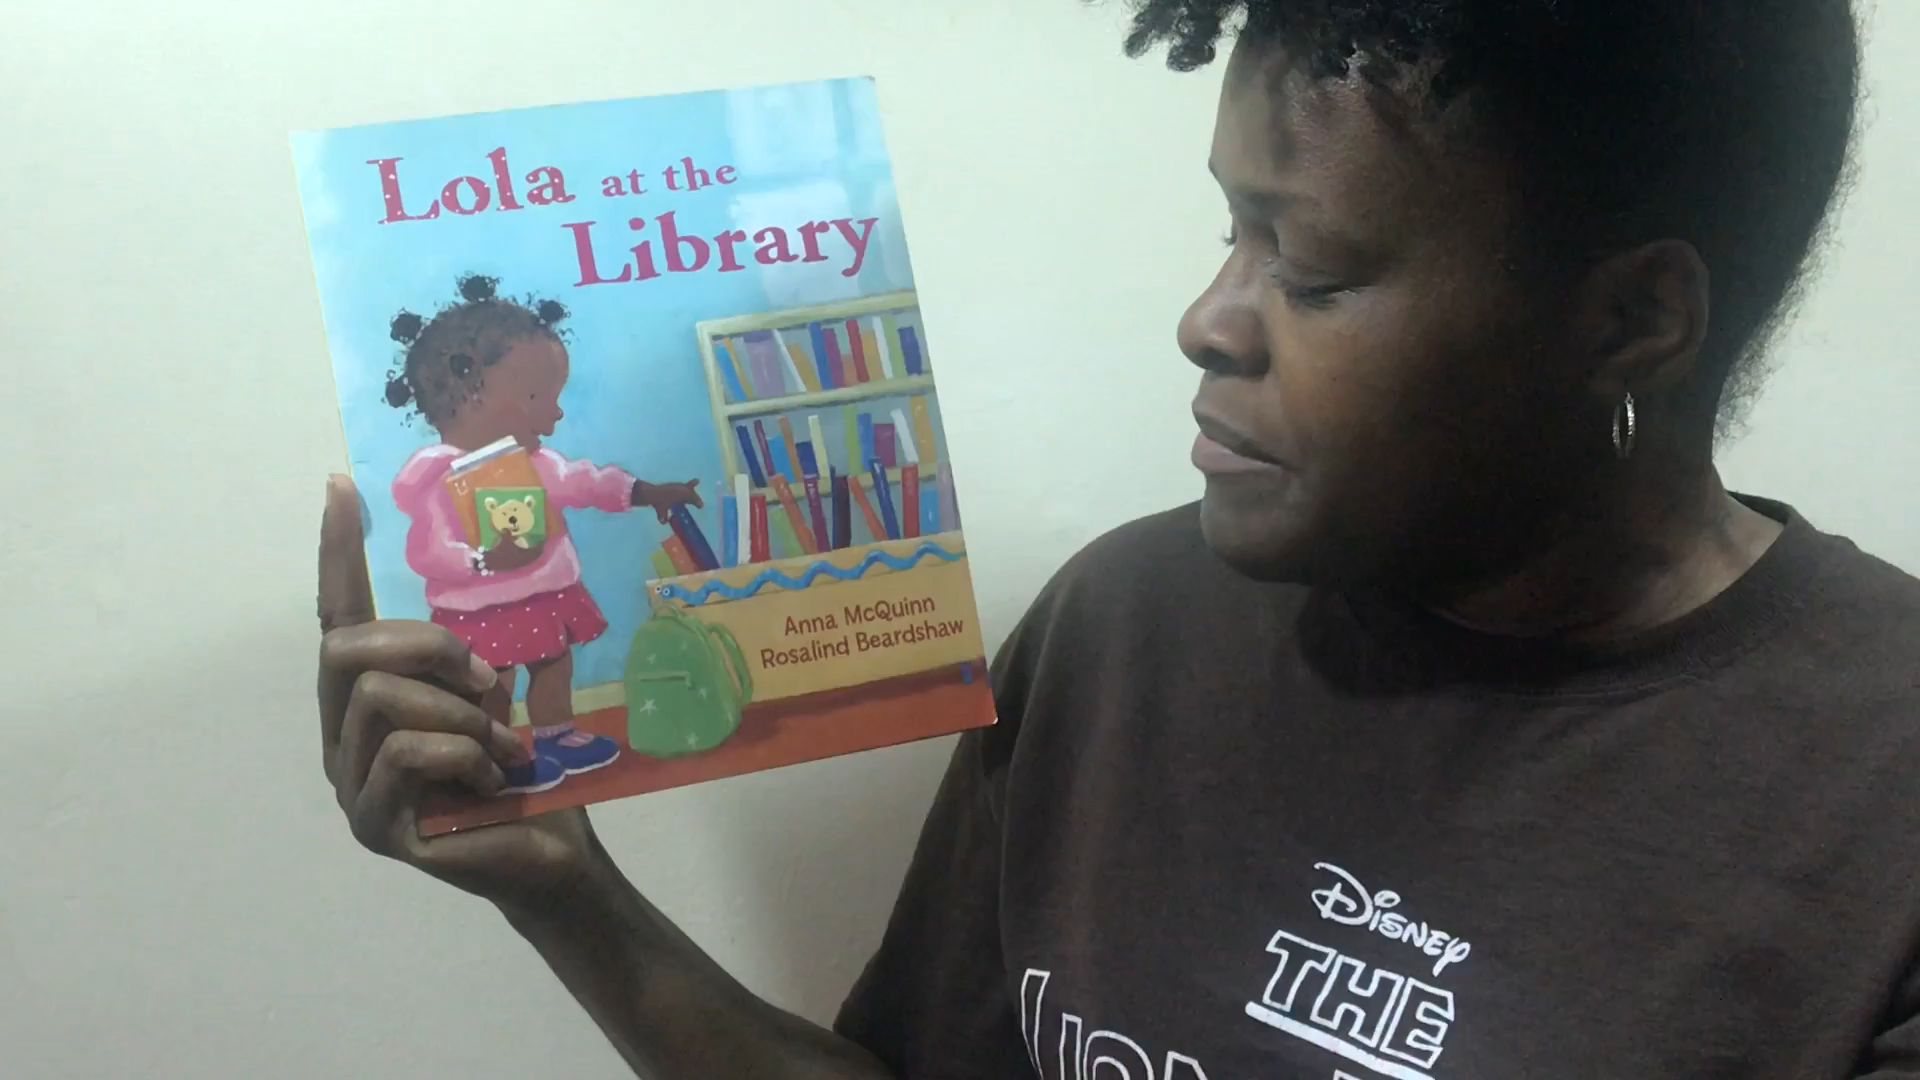 Lola at the
Library
Anna McQuinn
Rosalind Beardshaw
DISNEY
THE